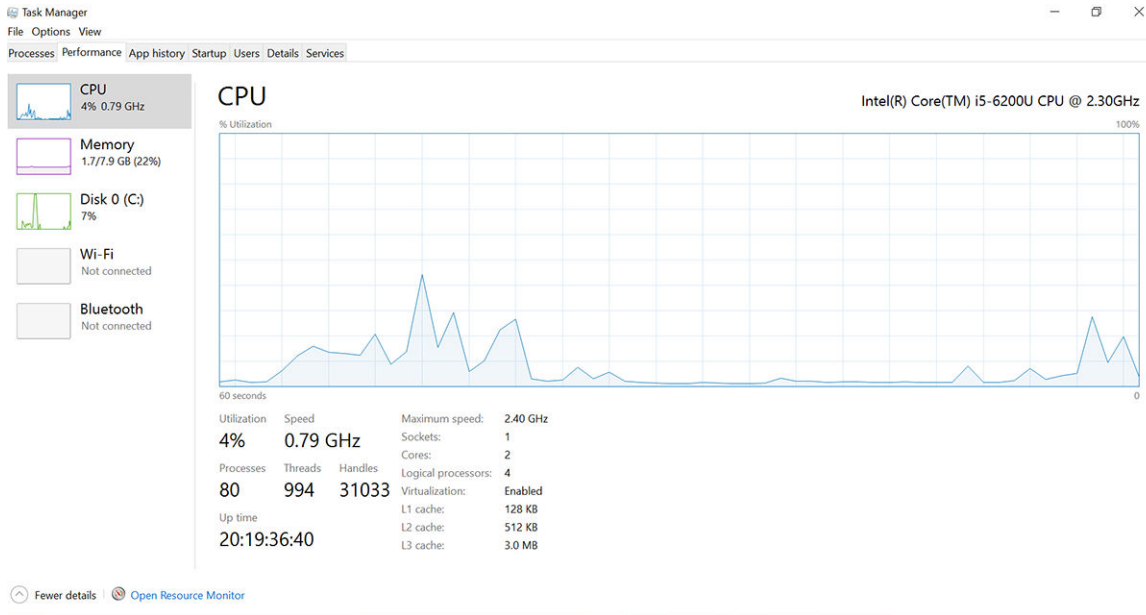 Task Manager
File Options View
Processes Performance App history Startup Users Details Services
CPU
4% 0.79 GHz
Memory
1.7/7.9 GB (22%)
Disk 0 (C:)
7%
Wi-Fi
Not connected
Bluetooth
Not connected
CPU
Intel(R) Core(TM) i5-6200U CPU @ 2.30GHz
% Utilization 100%
60 seconds 0
Utilization Speed
4% 0.79 GHz
Processes Threads Handles
80 994 31033
Up time
20:19:36:40
Maximum speed: 2.40 GHz
Sockets: 1
Cores: 2
Logical processors: 4
Virtualization: Enabled
L1 cache: 128 KB
L2 cache: 512 KB
L3 cache: 3.0 MB
Fewer details Open Resource Monitor